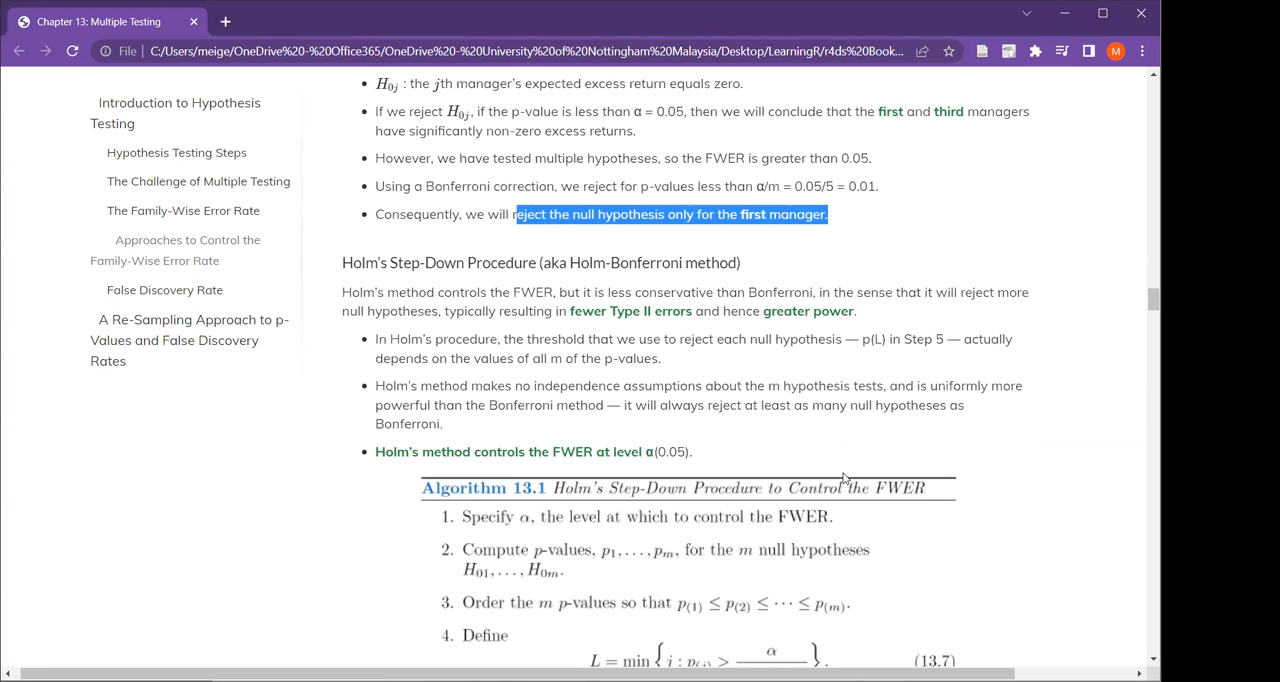 Chapter 13: Multiple Testing
File
C:/Users/meige/OneDrive%20-%20Office365/OneDrive%20-%20University%20of%20Nottingham%20Malaysia/Desktop/LearningR/r4ds%20Book...
M
Introduction to Hypothesis
Testing
Hypothesis Testing Steps
The Challenge of Multiple Testing
The Family-Wise Error Rate
Approaches to Control the
Family-Wise Error Rate
False Discovery Rate
A Re-Sampling Approach to p-
Values and False Discovery
Rates
H0j : the jth manager's expected excess return equals zero.
If we reject H0j, if the p-value is less than α = 0.05, then we will conclude that the first and third managers
have significantly non-zero excess returns.
However, we have tested multiple hypotheses, so the FWER is greater than 0.05.
Using a Bonferroni correction, we reject for p-values less than α/m = 0.05/5 = 0.01.
Consequently, we will reject the null hypothesis only for the first manager.
Holm's Step-Down Procedure (aka Holm-Bonferroni method)
Holm's method controls the FWER, but it is less conservative than Bonferroni, in the sense that it will reject more
null hypotheses, typically resulting in fewer Type II errors and hence greater power.
In Holm's procedure, the threshold that we use to reject each null hypothesis — p(L) in Step 5 — actually
depends on the values of all m of the p-values.
Holm's method makes no independence assumptions about the m hypothesis tests, and is uniformly more
powerful than the Bonferroni method — it will always reject at least as many null hypotheses as
Bonferroni.
Holm's method controls the FWER at level α(0.05).
Algorithm 13.1 Holm's Step-Down Procedure to Control the FWER
1. Specify α, the level at which to control the FWER.
2. Compute p-values, p1, . . . , pm, for the m null hypotheses
H01, . . . , H0m.
3. Order the m p-values so that p(1) ≤ p(2) ≤ ··· ≤ p(m).
4. Define
L = min { j : p(j) > α } . (13.7)